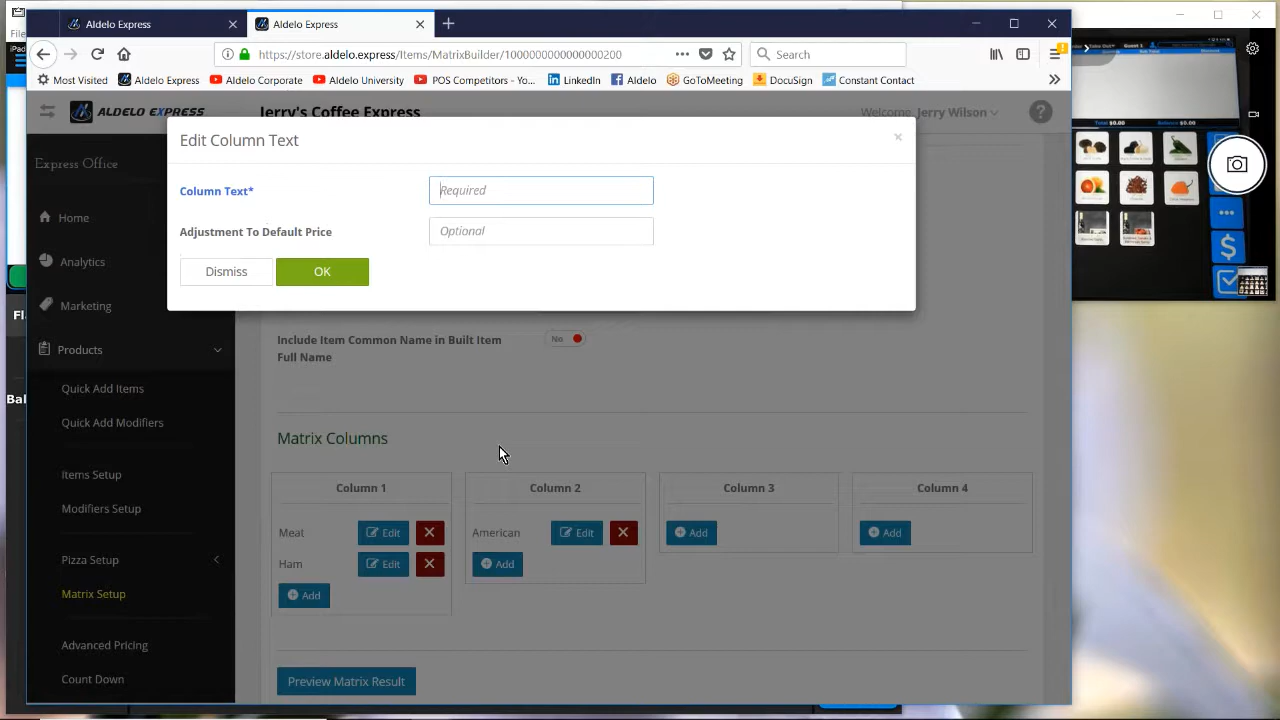 Aldelo Express
Aldelo Express
https://store.aldelo.express/items/MatrixBuilder/
Search
Most Visited
Aldelo Express
Aldelo Corporate
Aldelo University
POS Competitors - Yo...
LinkedIn
Aldelo
GoToMeeting
DocuSign
Constant Contact
ALDELO EXPRESS
Jerry's Coffee Express
Welcome, Jerry Wilson
Express Office
Home
Analytics
Marketing
Products
Quick Add Items
Quick Add Modifiers
Items Setup
Modifiers Setup
Pizza Setup
Matrix Setup
Advanced Pricing
Count Down
Edit Column Text
×
Column Text*
Required
Adjustment To Default Price
Optional
Dismiss
OK
Include Item Common Name in Built Item
Full Name
No
Matrix Columns
Column 1
Column 2
Column 3
Column 4
Meat
Edit
American
Edit
Add
Add
Ham
Edit
Add
Add
Preview Matrix Result
Guest 1
Total $0.00